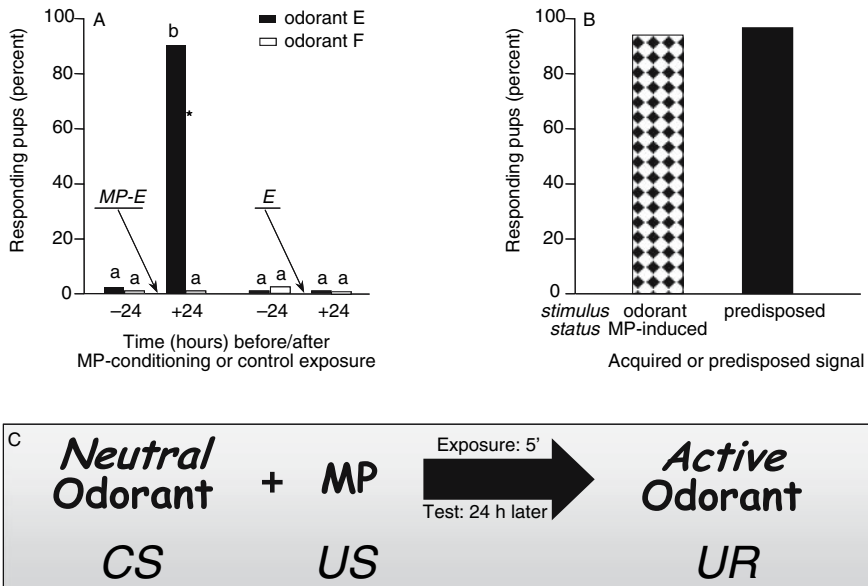 A
odorant E
odorant F
Responding pups (percent)
100
80
60
40
20
0
b
*
MP-E
E
a a a a a a a
–24 +24 –24 +24
Time (hours) before/after
MP-conditioning or control exposure
B
Responding pups (percent)
100
80
60
40
20
0
stimulus status
odorant MP-induced
predisposed
Acquired or predisposed signal
C
Neutral Odorant
+
MP
Exposure: 5'
Test: 24 h later
Active Odorant
CS US UR